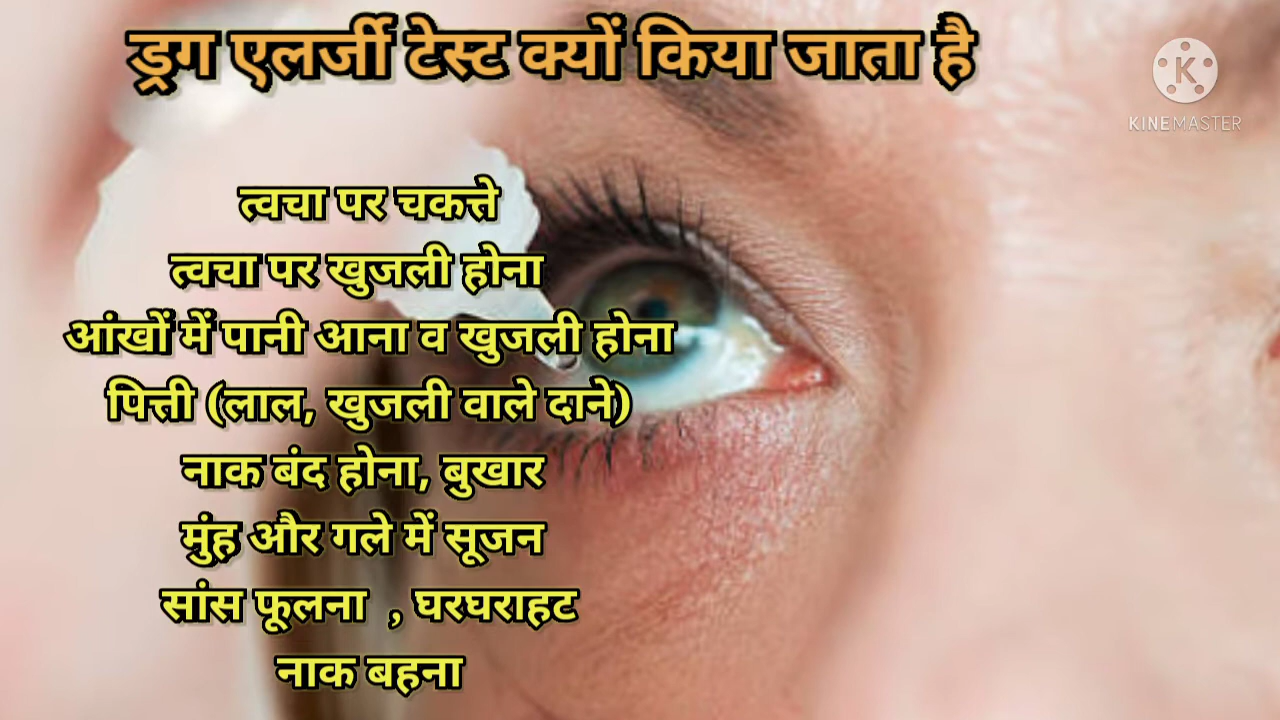 ड्रग एलर्जी टेस्ट क्यों किया जाता है
KINEMASTER
त्वचा पर चकत्ते
त्वचा पर खुजली होना
आंखों में पानी आना व खुजली होना
पित्ती (लाल, खुजली वाले दाने)
नाक बंद होना, बुखार
मुंह और गले में सूजन
सांस फूलना , घरघराहट
नाक बहना